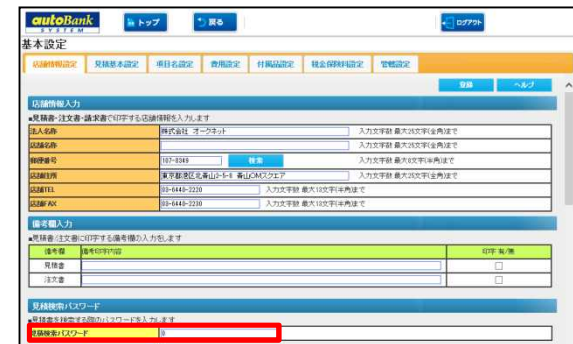 autoBank
SYSTEM
トップ
戻る
ログアウト
基本設定
店舗情報設定 見積基本設定 項目名設定 費用設定 付属品設定 税金保険料設定 管轄設定
登録 ヘルプ
店舗情報入力
■見積書・注文書・請求書で印字する店舗情報を入力します
法人名称 株式会社 オークネット 入力文字数 最大25文字(全角)まで
店舗名称 入力文字数 最大25文字(全角)まで
郵便番号 107-8349 検索 入力文字数 最大8文字(半角)まで
店舗住所 東京都港区北青山2-5-8 青山OMスクエア 入力文字数 最大25文字(全角)まで
店舗TEL 03-6440-2220 入力文字数 最大13文字(半角)まで
店舗FAX 03-6440-2230 入力文字数 最大13文字(半角)まで
備考欄入力
■見積書・注文書に印字する備考欄の入力をします
備考欄 備考印字内容 印字 有/無
見積書
注文書
見積検索パスワード
■見積書を検索する際のパスワードを入力します
見積検索パスワード 0